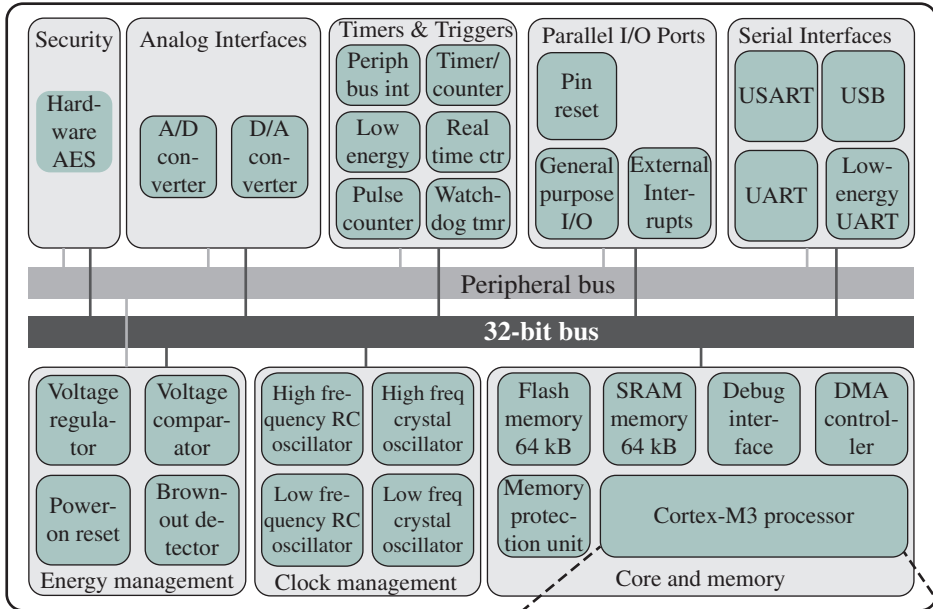 Security
Hard-
ware
AES
Analog Interfaces
A/D
con-
verter
D/A
con-
verter
Timers & Triggers
Periph
bus int
Timer/
counter
Low
energy
Real
time ctr
Pulse
counter
Watch-
dog tmr
Parallel I/O Ports
Pin
reset
General
purpose
I/O
External
Inter-
rupts
Serial Interfaces
USART
USB
UART
Low-
energy
UART
Peripheral bus
32-bit bus
Voltage
regula-
tor
Voltage
compar-
ator
Power-
on reset
Brown-
out de-
tector
Energy management
High fre-
quency RC
oscillator
High freq
crystal
oscillator
Low fre-
quency RC
oscillator
Low freq
crystal
oscillator
Clock management
Flash
memory
64 kB
SRAM
memory
64 kB
Debug
inter-
face
DMA
control-
ler
Memory
protec-
tion unit
Cortex-M3 processor
Core and memory